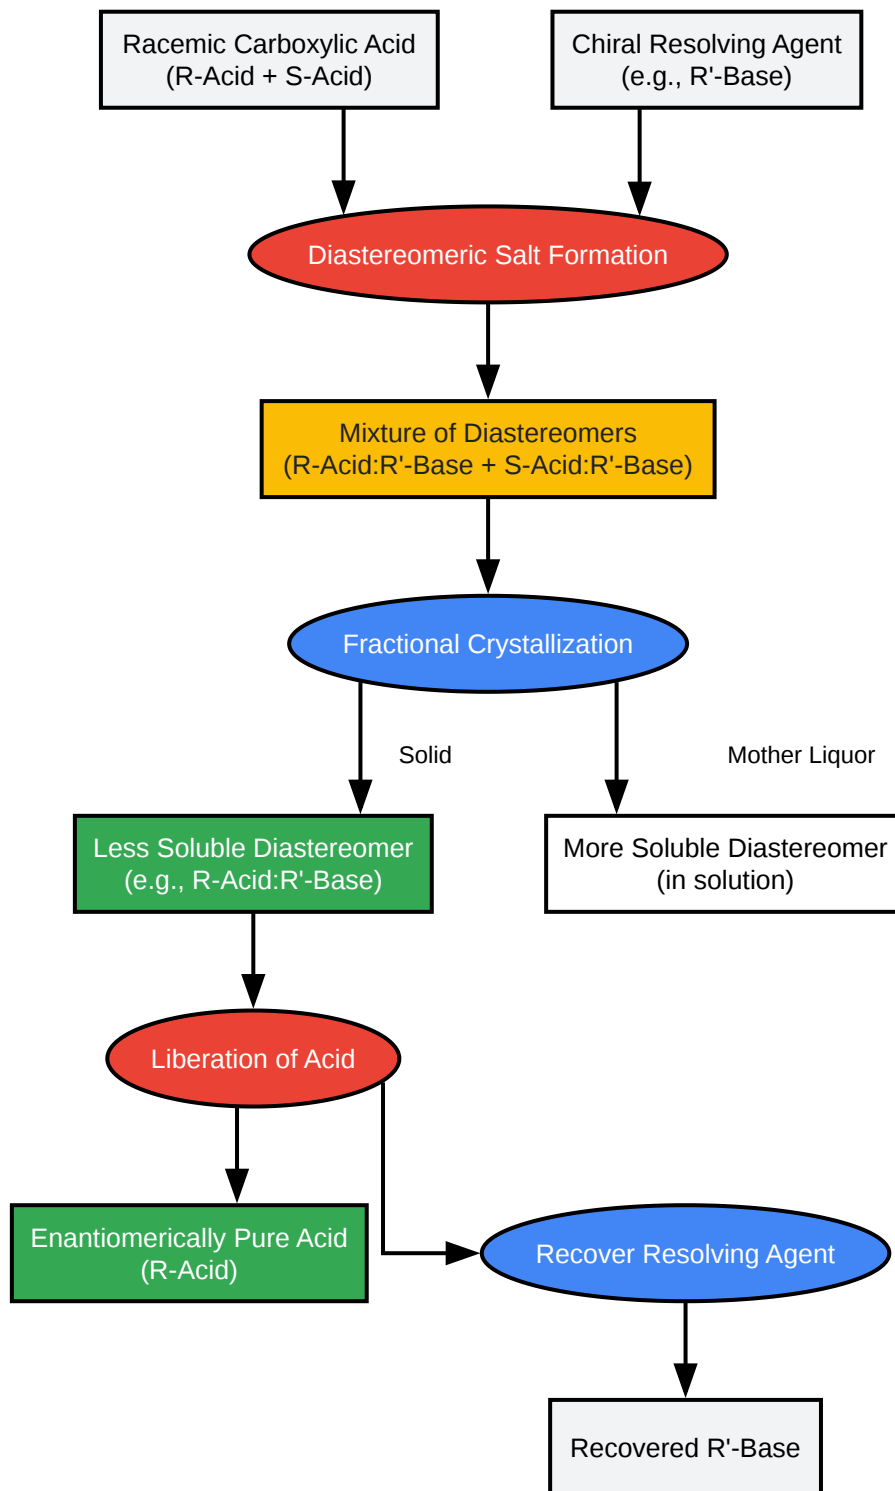 Racemic Carboxylic Acid
(R-Acid + S-Acid)
Chiral Resolving Agent
(e.g., R'-Base)
Diastereomeric Salt Formation
Mixture of Diastereomers
(R-Acid:R'-Base + S-Acid:R'-Base)
Fractional Crystallization
Solid
Mother Liquor
Less Soluble Diastereomer
(e.g., R-Acid:R'-Base)
More Soluble Diastereomer
(in solution)
Liberation of Acid
Enantiomerically Pure Acid
(R-Acid)
Recover Resolving Agent
Recovered R'-Base